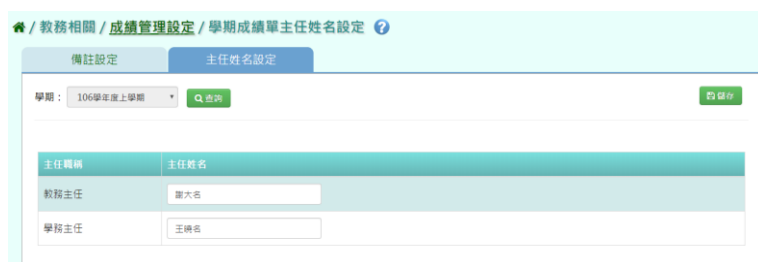 / 教務相關 / 成績管理設定 / 學期成績單主任姓名設定
備註設定 主任姓名設定
學期： 106學年度上學期 查詢 儲存
主任職稱 主任姓名
教務主任 謝大名
學務主任 王曉名